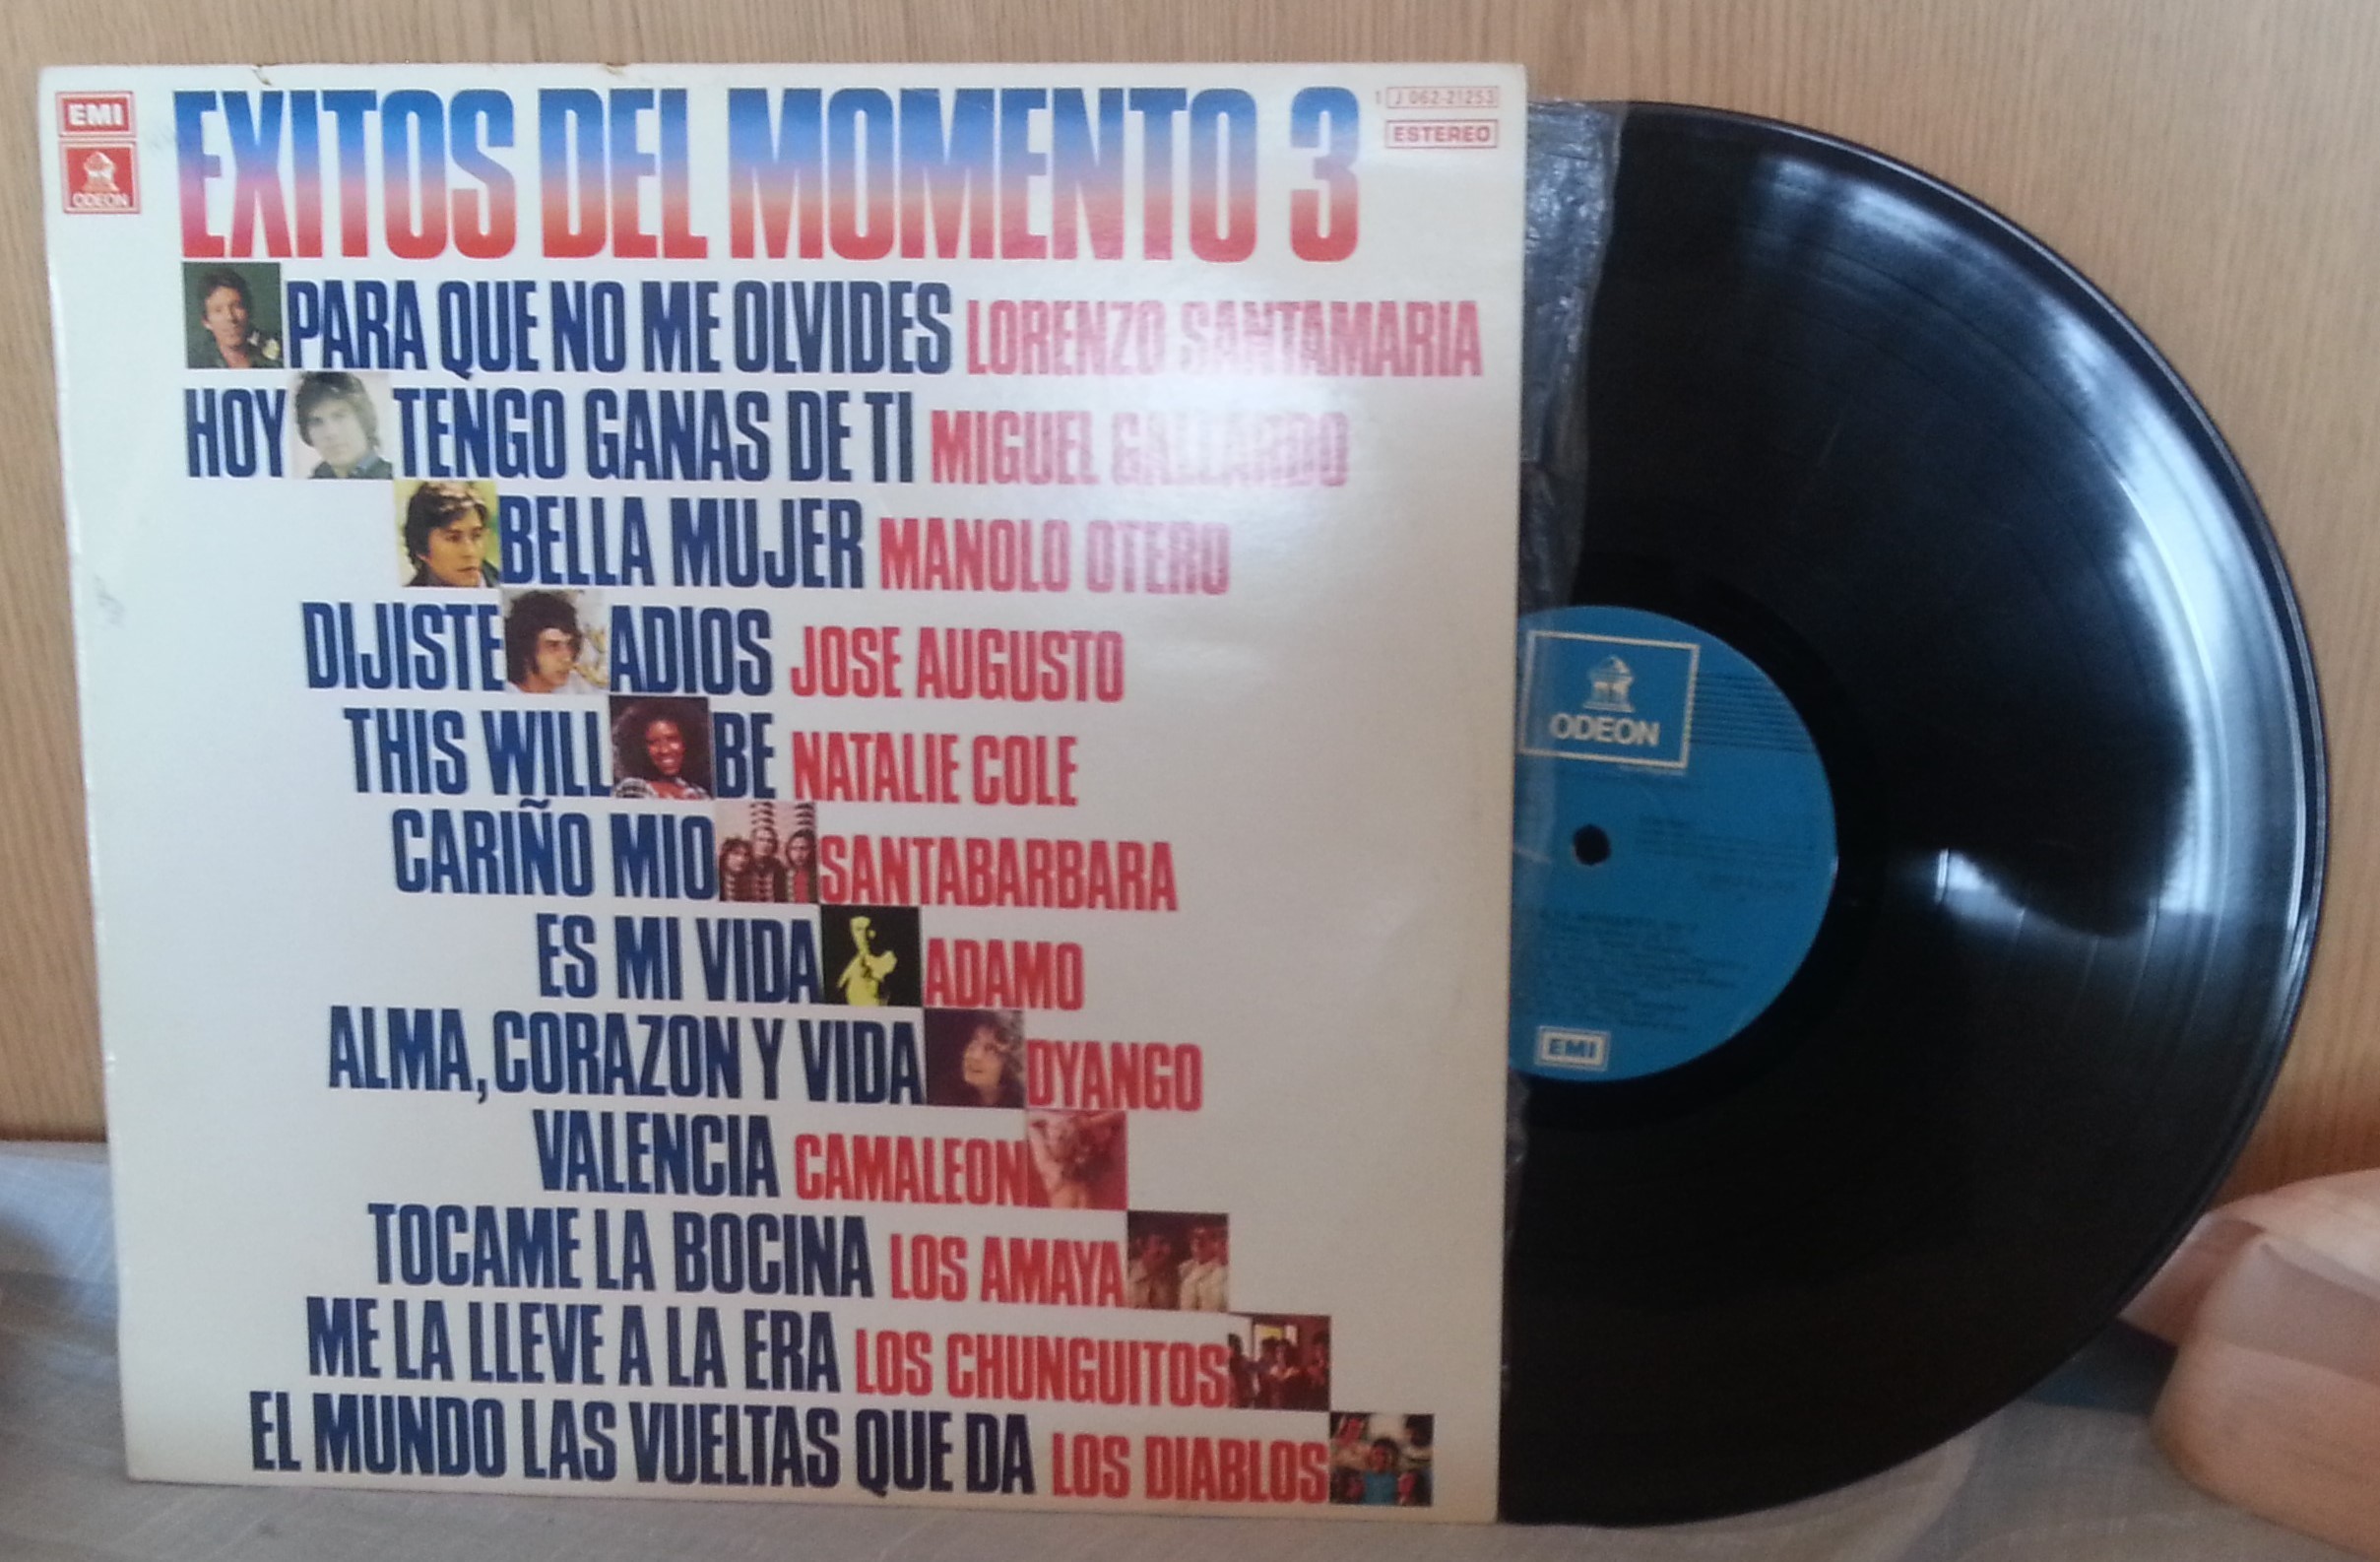 EMI
ODEON
EXITOS DEL MOMENTO 3
1 J 062-21253
ESTEREO
PARA QUE NO ME OLVIDES LORENZO SANTAMARIA
HOY TENGO GANAS DE TI MIGUEL GALLARDO
BELLA MUJER MANOLO OTERO
DIJISTE ADIOS JOSE AUGUSTO
THIS WILL BE NATALIE COLE
CARIÑO MIO SANTABARBARA
ES MI VIDA ADAMO
ALMA, CORAZON Y VIDA DYANGO
VALENCIA CAMALEON
TOCAME LA BOCINA LOS AMAYA
ME LA LLEVE A LA ERA LOS CHUNGUITOS
EL MUNDO LAS VUELTAS QUE DA LOS DIABLOS
ODEON
EMI